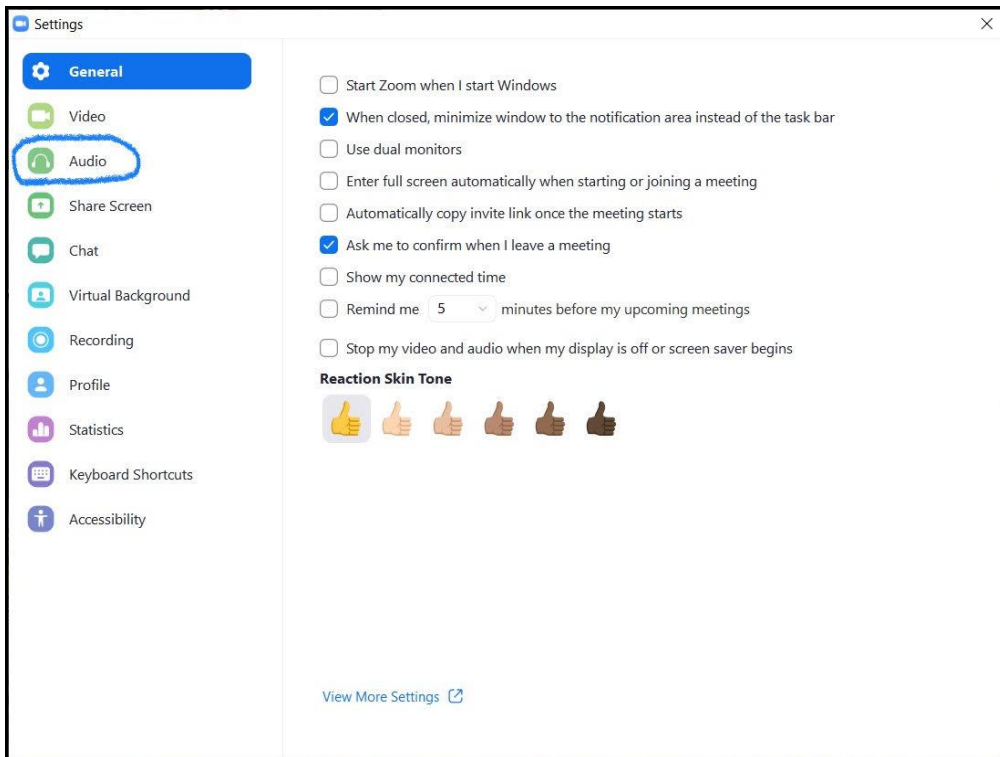 Settings
General
Video
Audio
Share Screen
Chat
Virtual Background
Recording
Profile
Statistics
Keyboard Shortcuts
Accessibility
Start Zoom when I start Windows
When closed, minimize window to the notification area instead of the task bar
Use dual monitors
Enter full screen automatically when starting or joining a meeting
Automatically copy invite link once the meeting starts
Ask me to confirm when I leave a meeting
Show my connected time
Remind me 5 minutes before my upcoming meetings
Stop my video and audio when my display is off or screen saver begins
Reaction Skin Tone
View More Settings